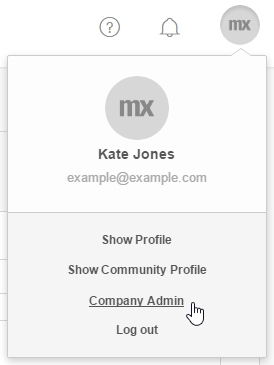 ?
mx
mx
Kate Jones
example@example.com
Show Profile
Show Community Profile
Company Admin
Log out